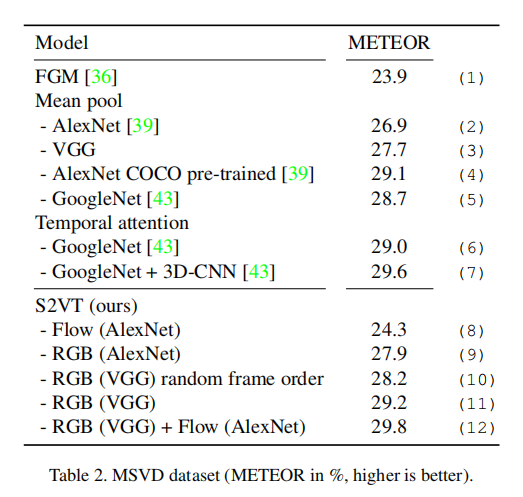 Model METEOR
FGM [36] 23.9 (1)
Mean pool
- AlexNet [39] 26.9 (2)
- VGG 27.7 (3)
- AlexNet COCO pre-trained [39] 29.1 (4)
- GoogleNet [43] 28.7 (5)
Temporal attention
- GoogleNet [43] 29.0 (6)
- GoogleNet + 3D-CNN [43] 29.6 (7)
S2VT (ours)
- Flow (AlexNet) 24.3 (8)
- RGB (AlexNet) 27.9 (9)
- RGB (VGG) random frame order 28.2 (10)
- RGB (VGG) 29.2 (11)
- RGB (VGG) + Flow (AlexNet) 29.8 (12)
Table 2. MSVD dataset (METEOR in %, higher is better).